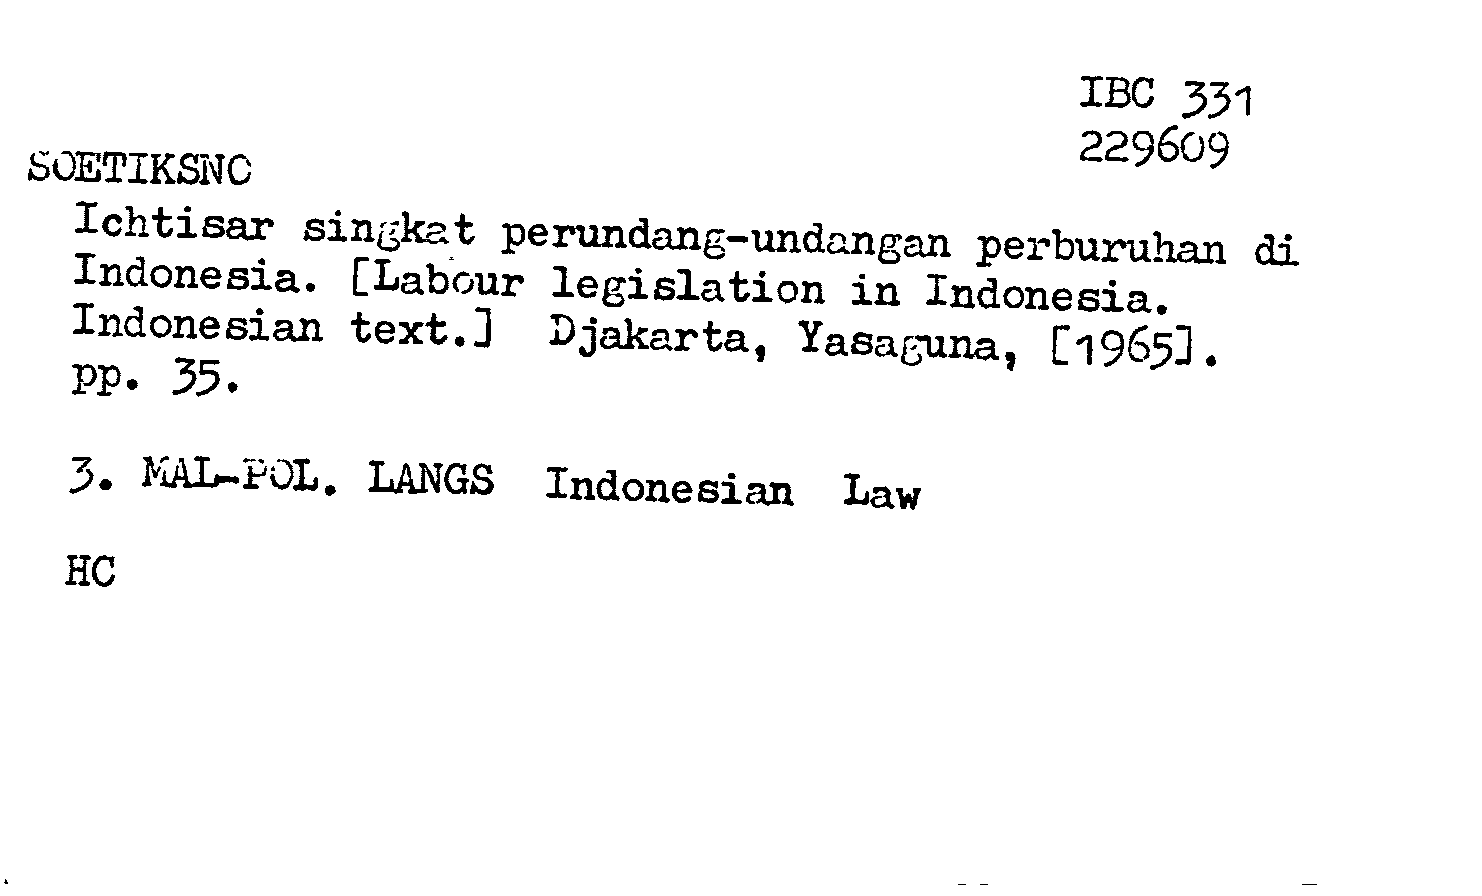 IBC 331
229609
SOETIKSNO
Ichtisar singkat perundang-undangan perburuhan di
Indonesia. [Labour legislation in Indonesia.
Indonesian text.] Djakarta, Yasaguna, [1965].
pp. 35.
3. MAL-POL. LANGS Indonesian Law
HC